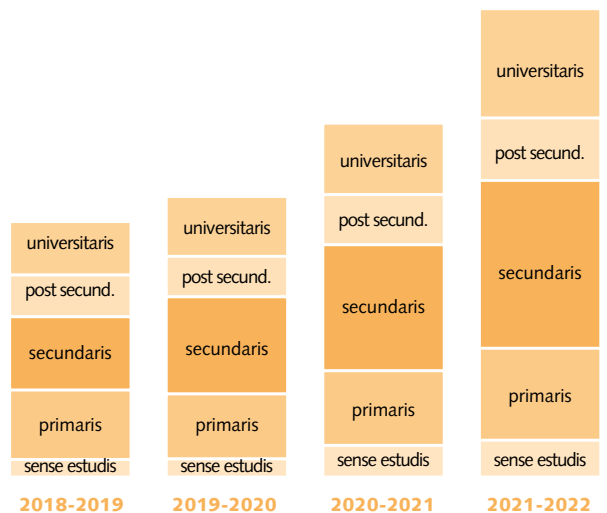 universitaris
post secund.
secundaris
primaris
sense estudis
2018-2019
universitaris
post secund.
secundaris
primaris
sense estudis
2019-2020
universitaris
post secund.
secundaris
primaris
sense estudis
2020-2021
universitaris
post secund.
secundaris
primaris
sense estudis
2021-2022